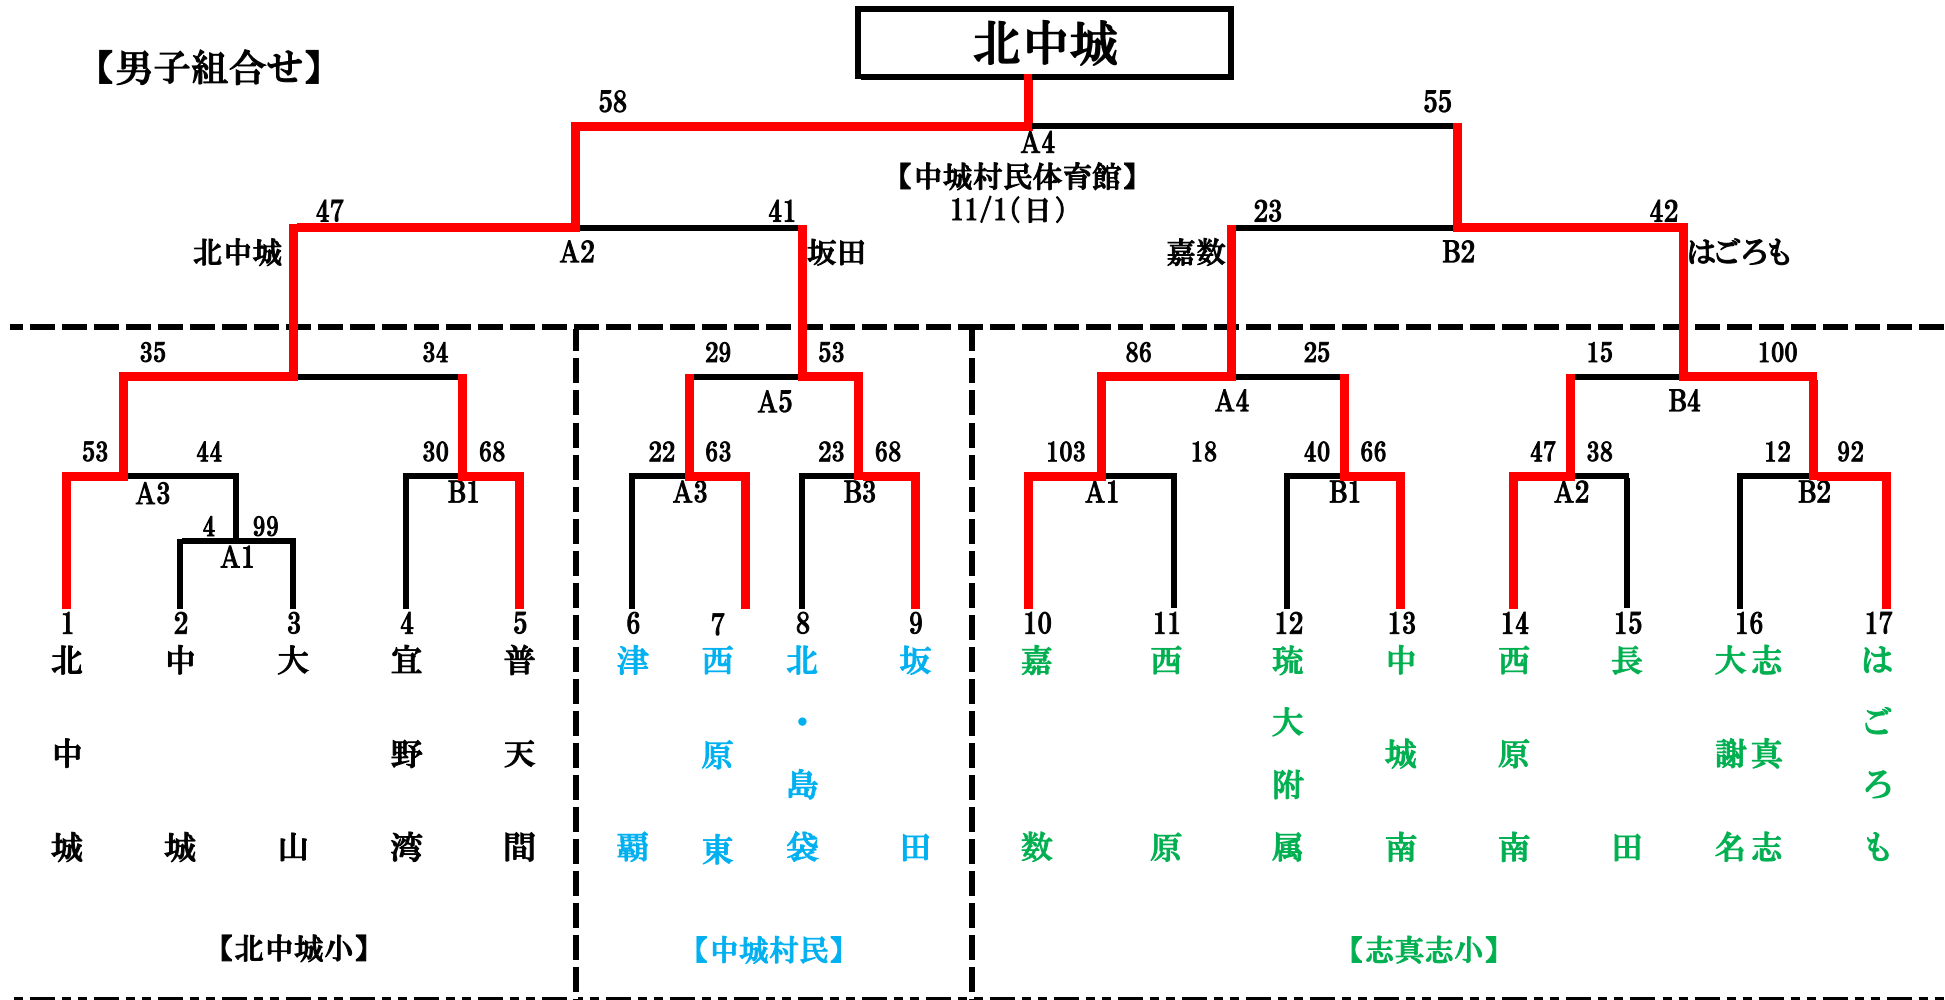 北中城
【男子組合せ】
58 55
A4
【中城村民体育館】
11/1(日)
47 41 23 42
北中城 A2 坂田 嘉数 B2 はごろも
35 34 29 53 86 25 15 100
A5 A4 B4
53 44 30 68 22 63 23 68 103 18 40 66 47 38 12 92
A3 B1 A3 B3 A1 B1 A2 B2
4 99
A1
1 2 3 4 5 6 7 8 9 10 11 12 13 14 15 16 17
北中城
中城
大山
宜野湾
普天間
津覇
西原東
北・島袋
坂田
嘉数
西原
琉大附属
中城南
西原南
長田
志真志
大謝名
はごろも
【北中城小】 【中城村民】 【志真志小】